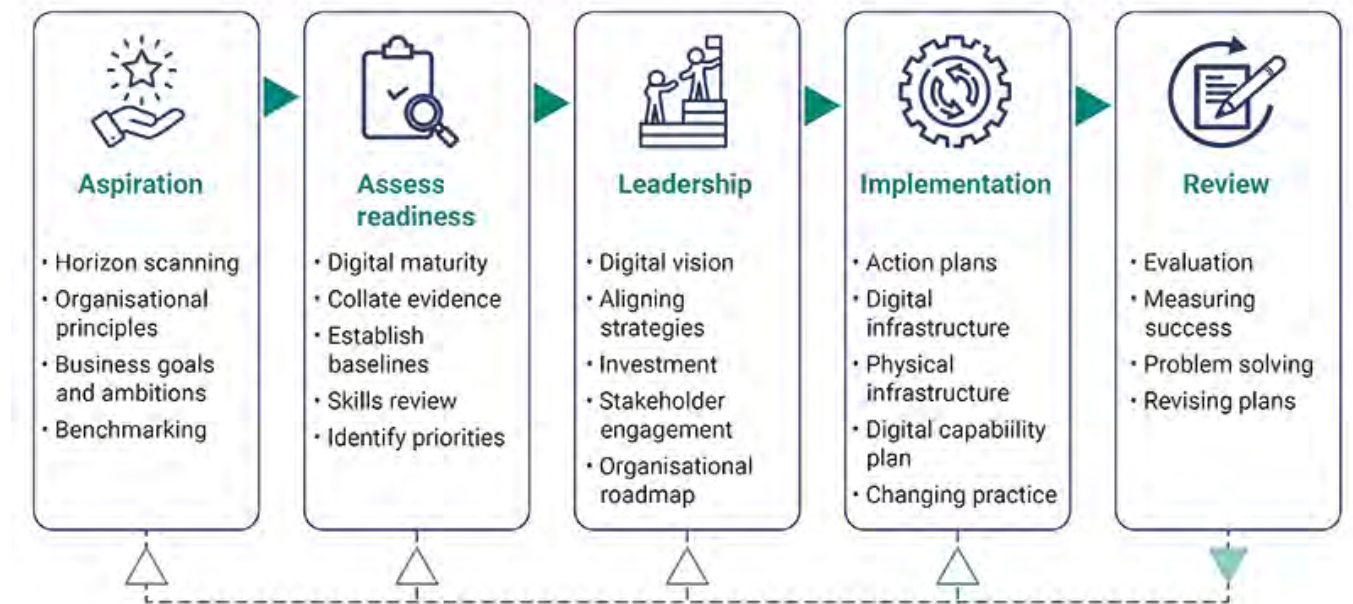 Aspiration
· Horizon scanning
· Organisational
principles
· Business goals
and ambitions
· Benchmarking
Assess
readiness
· Digital maturity
· Collate evidence
· Establish
baselines
· Skills review
· Identify priorities
Leadership
· Digital vision
· Aligning
strategies
· Investment
· Stakeholder
engagement
· Organisational
roadmap
Implementation
· Action plans
· Digital
infrastructure
· Physical
infrastructure
· Digital capabiility
plan
· Changing practice
Review
· Evaluation
· Measuring
success
· Problem solving
· Revising plans